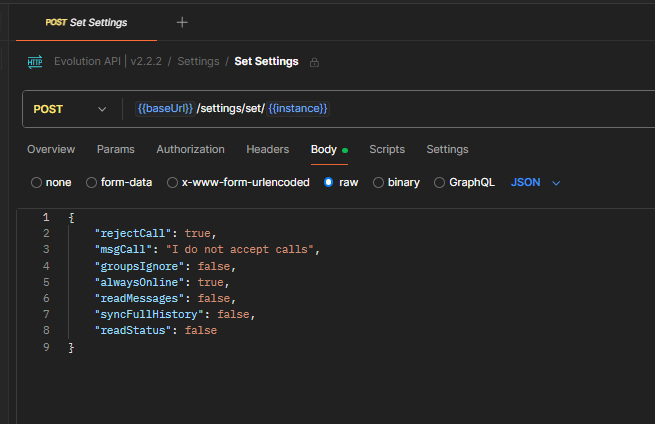 POST Set Settings +
HTTP Evolution API | v2.2.2 / Settings / Set Settings
POST {{baseUrl}} /settings/set/ {{instance}}
Overview Params Authorization Headers Body Scripts Settings
none form-data x-www-form-urlencoded raw binary GraphQL JSON
1 {
2 "rejectCall": true,
3 "msgCall": "I do not accept calls",
4 "groupsIgnore": false,
5 "alwaysOnline": true,
6 "readMessages": false,
7 "syncFullHistory": false,
8 "readStatus": false
9 }